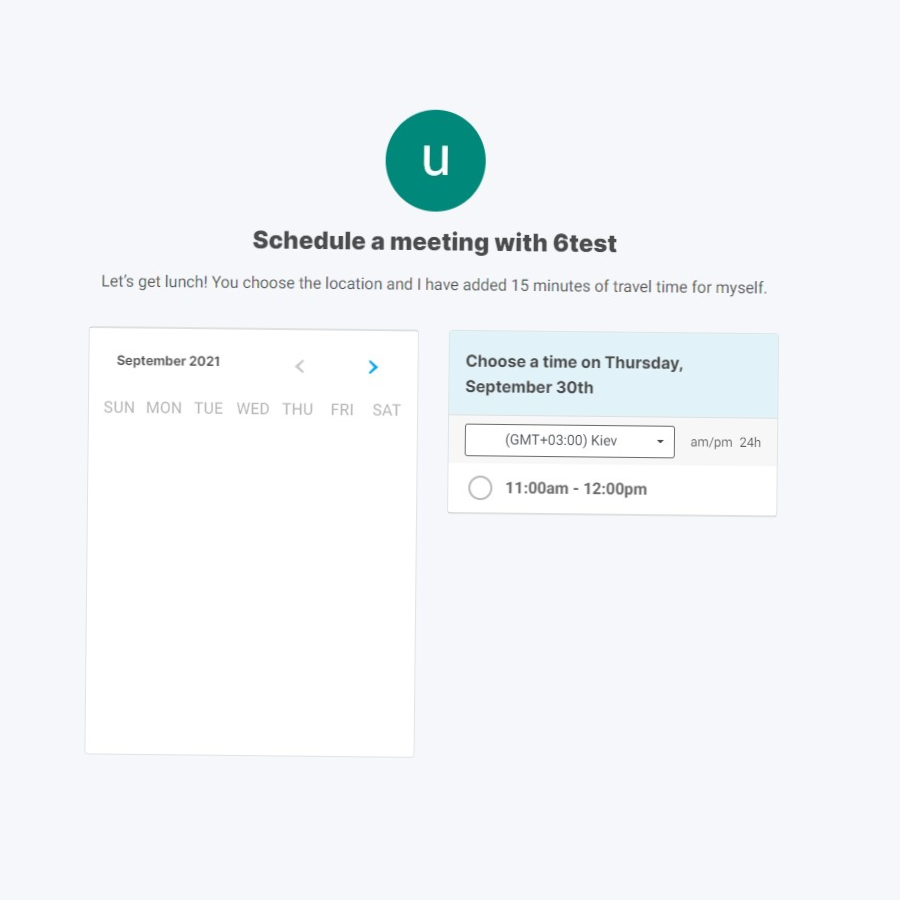 u
Schedule a meeting with 6test
Let's get lunch! You choose the location and I have added 15 minutes of travel time for myself.
September 2021
SUN MON TUE WED THU FRI SAT
Choose a time on Thursday,
September 30th
(GMT+03:00) Kiev
am/pm 24h
11:00am - 12:00pm